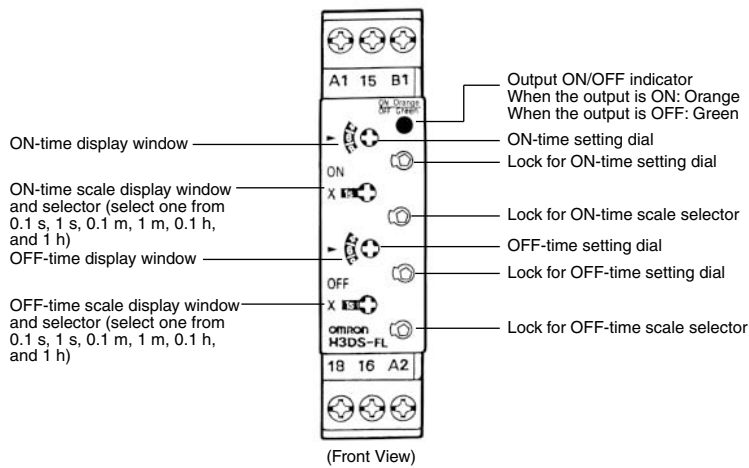 A1 15 B1
ON Orange
OFF Green
ON
X 1s
OFF
X 1s
OMRON
H3DS-FL
18 16 A2
ON-time display window
ON-time scale display window
and selector (select one from
0.1 s, 1 s, 0.1 m, 1 m, 0.1 h,
and 1 h)
OFF-time display window
OFF-time scale display window
and selector (select one from
0.1 s, 1 s, 0.1 m, 1 m, 0.1 h,
and 1 h)
Output ON/OFF indicator
When the output is ON: Orange
When the output is OFF: Green
ON-time setting dial
Lock for ON-time setting dial
Lock for ON-time scale selector
OFF-time setting dial
Lock for OFF-time setting dial
Lock for OFF-time scale selector
(Front View)